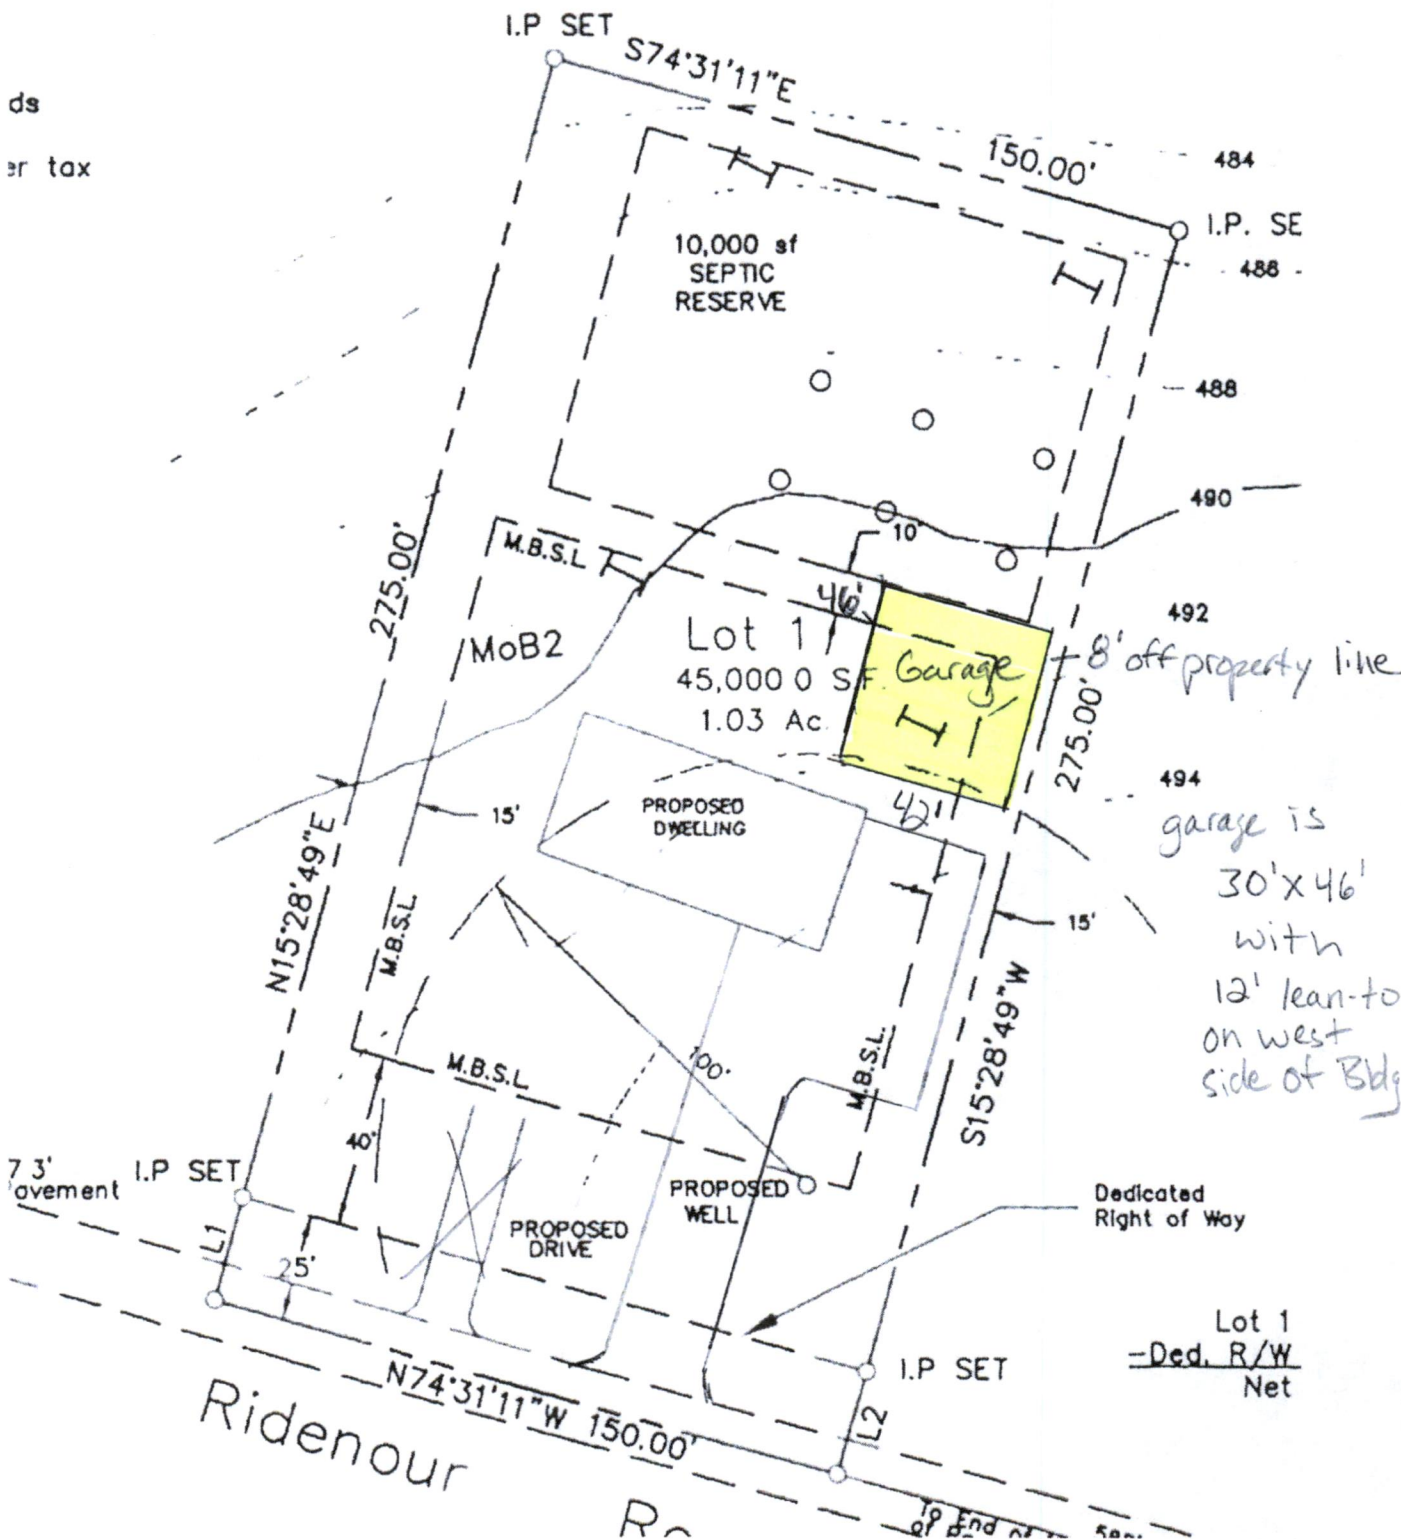 I.P SET
S74°31'11"E
ds
er tax
150.00'
484
I.P. SE
10,000 sf
SEPTIC
RESERVE
486
488
490
10'
M.B.S.L
275.00'
46'
492
Lot 1
MoB2
45,000 0 S.F.
Garage
8' off property line
1.03 Ac.
275.00'
494
PROPOSED
DWELLING
42'
15'
garage is
30' X 46'
with
12' lean-to
on west
side of Bldg
N15°28'49"E
M.B.S.L.
15'
S15°28'49"W
M.B.S.L.
M.B.S.L
100'
40'
7 3'
avement
I.P SET
PROPOSED
WELL
Dedicated
Right of Way
L1
PROPOSED
DRIVE
25'
Lot 1
-Ded. R/W
Net
I.P SET
N74°31'11"W 150.00'
L2
Ridenour
To End